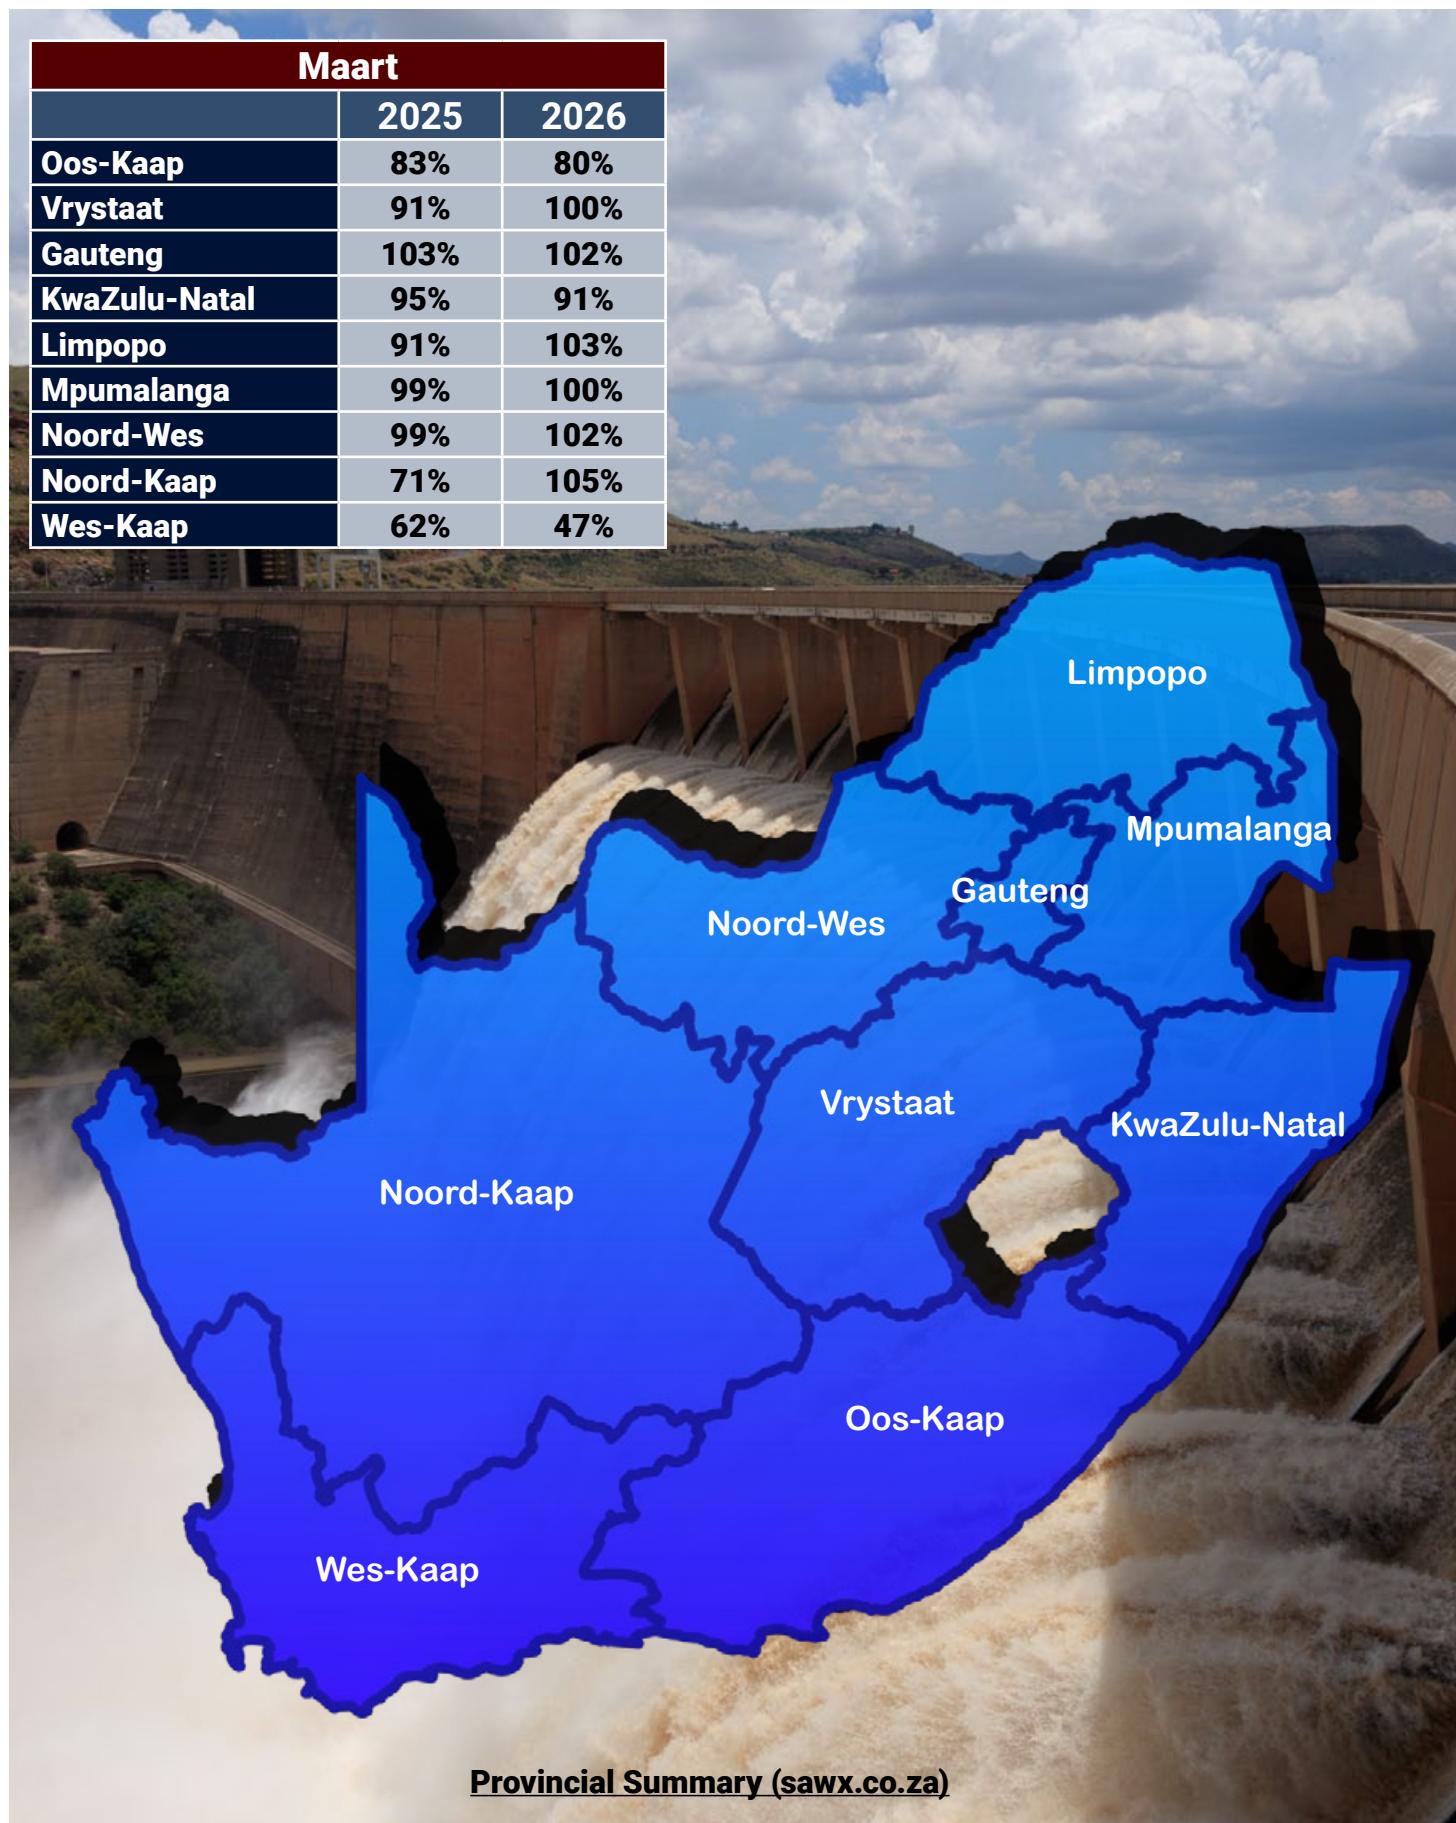 Maart
2025 2026
Oos-Kaap 83% 80%
Vrystaat 91% 100%
Gauteng 103% 102%
KwaZulu-Natal 95% 91%
Limpopo 91% 103%
Mpumalanga 99% 100%
Noord-Wes 99% 102%
Noord-Kaap 71% 105%
Wes-Kaap 62% 47%
Limpopo
Mpumalanga
Gauteng
Noord-Wes
Vrystaat
KwaZulu-Natal
Noord-Kaap
Oos-Kaap
Wes-Kaap
Provincial Summary (sawx.co.za)